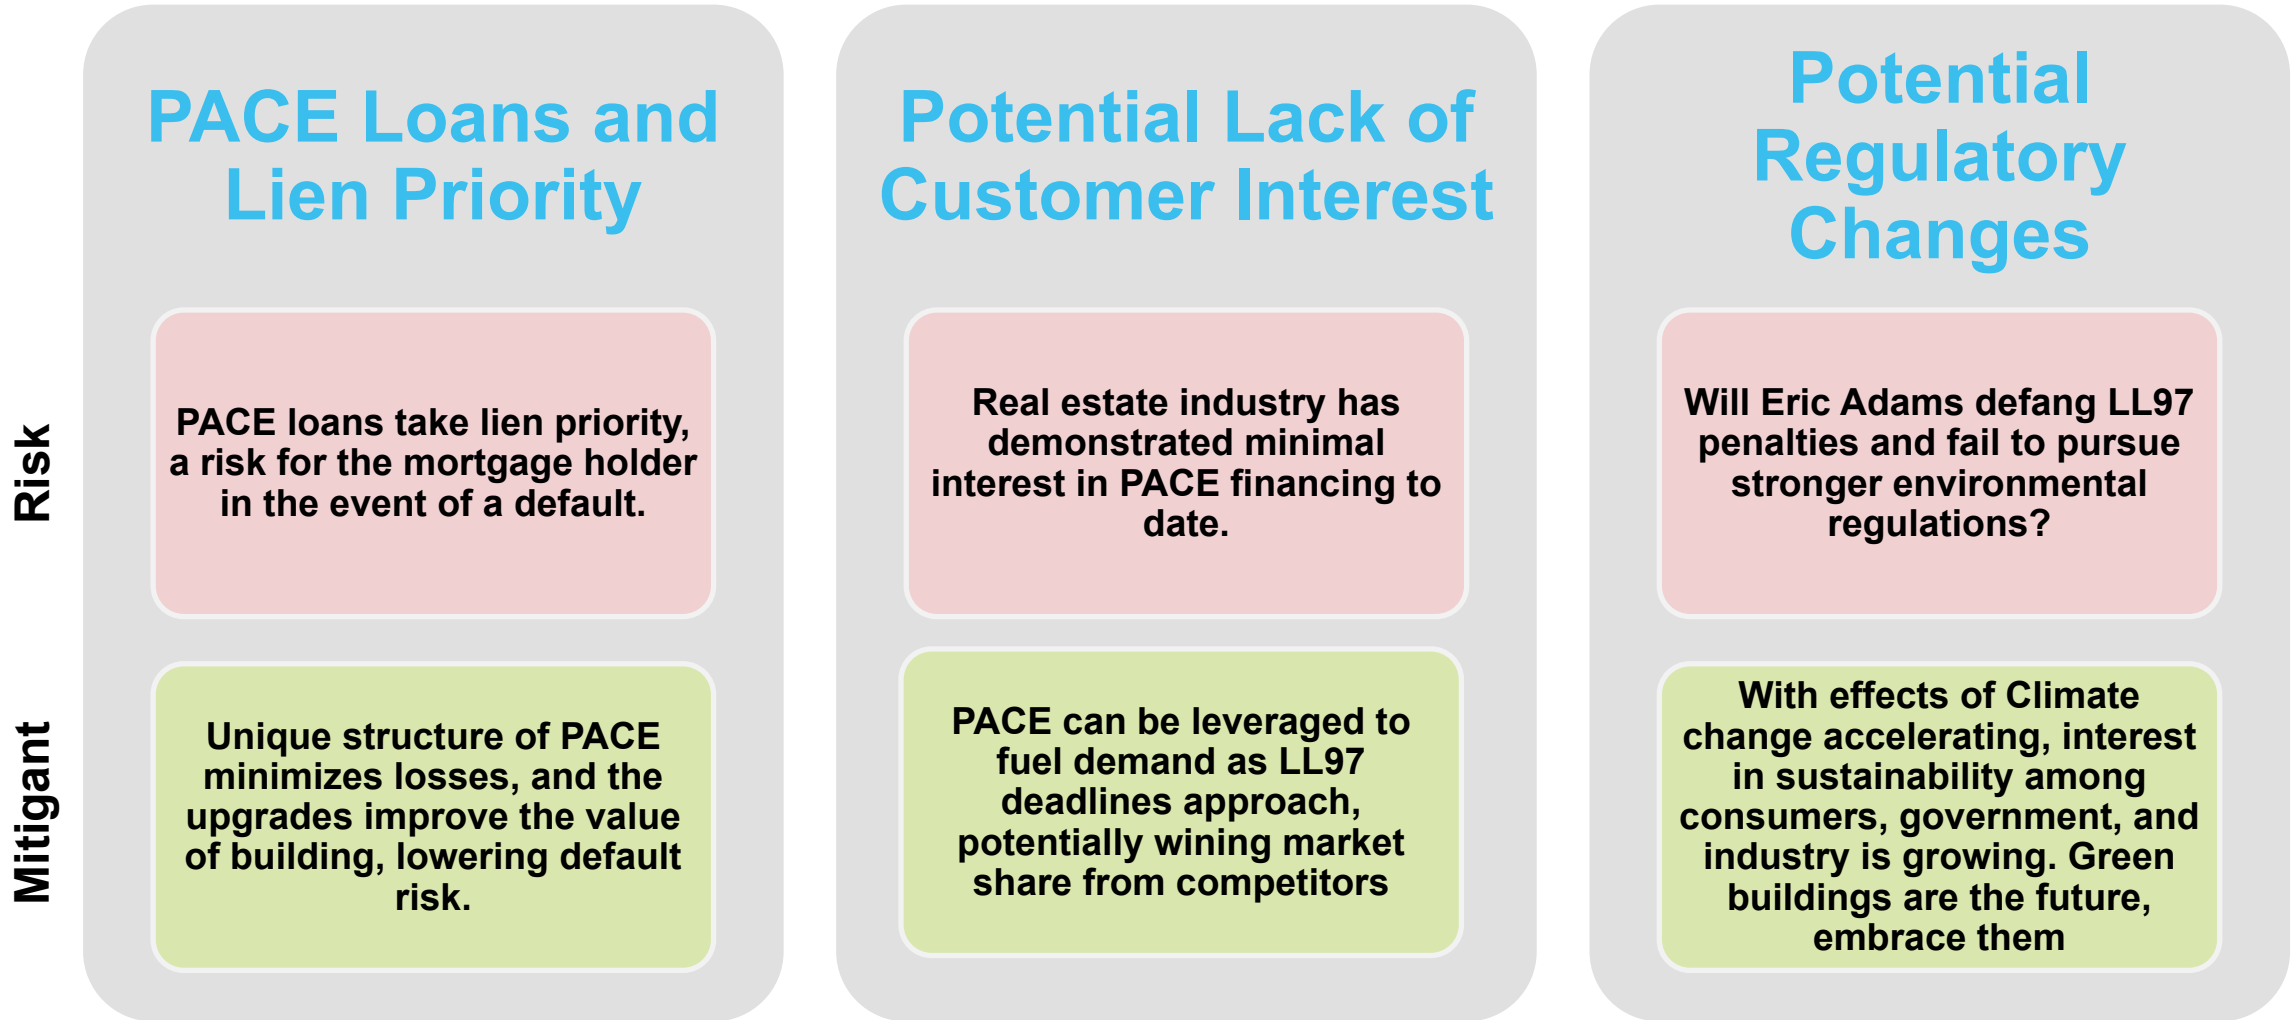 PACE Loans and
Lien Priority
Potential Lack of
Customer Interest
Potential
Regulatory
Changes
Risk
PACE loans take lien priority,
a risk for the mortgage holder
in the event of a default.
Real estate industry has
demonstrated minimal
interest in PACE financing to
date.
Will Eric Adams defang LL97
penalties and fail to pursue
stronger environmental
regulations?
Mitigant
Unique structure of PACE
minimizes losses, and the
upgrades improve the value
of building, lowering default
risk.
PACE can be leveraged to
fuel demand as LL97
deadlines approach,
potentially wining market
share from competitors
With effects of Climate
change accelerating, interest
in sustainability among
consumers, government, and
industry is growing. Green
buildings are the future,
embrace them